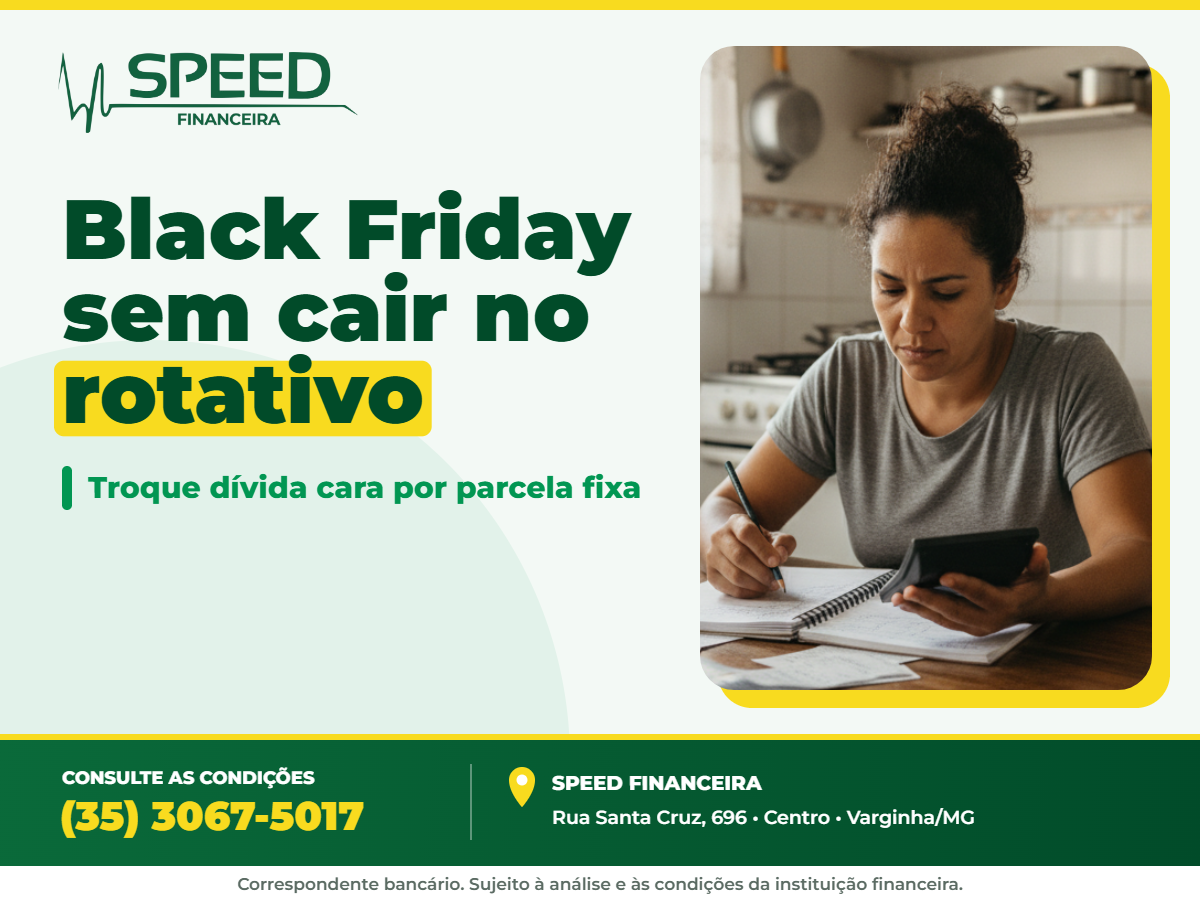 SPEED
FINANCEIRA
Black Friday
sem cair no
rotativo
Troque dívida cara por parcela fixa
CONSULTE AS CONDIÇÕES
(35) 3067-5017
SPEED FINANCEIRA
Rua Santa Cruz, 696 • Centro • Varginha/MG
Correspondente bancário. Sujeito à análise e às condições da instituição financeira.